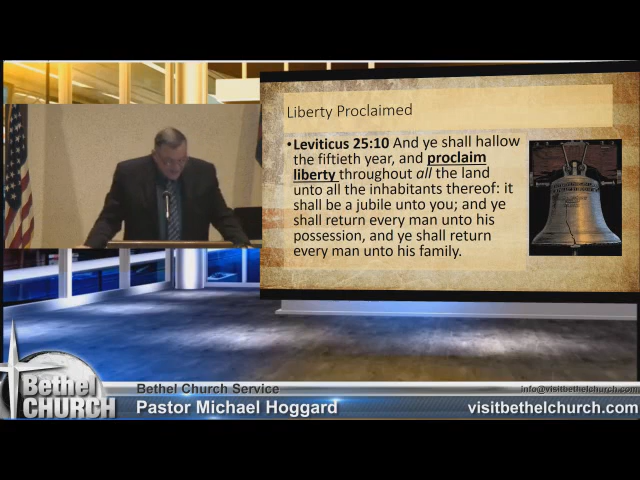 Liberty Proclaimed
•Leviticus 25:10 And ye shall hallow
the fiftieth year, and proclaim
liberty throughout all the land
unto all the inhabitants thereof: it
shall be a jubile unto you; and ye
shall return every man unto his
possession, and ye shall return
every man unto his family.
Bethel
CHURCH
Bethel Church Service
info@visitbethelchurch.com
Pastor Michael Hoggard
visitbethelchurch.com